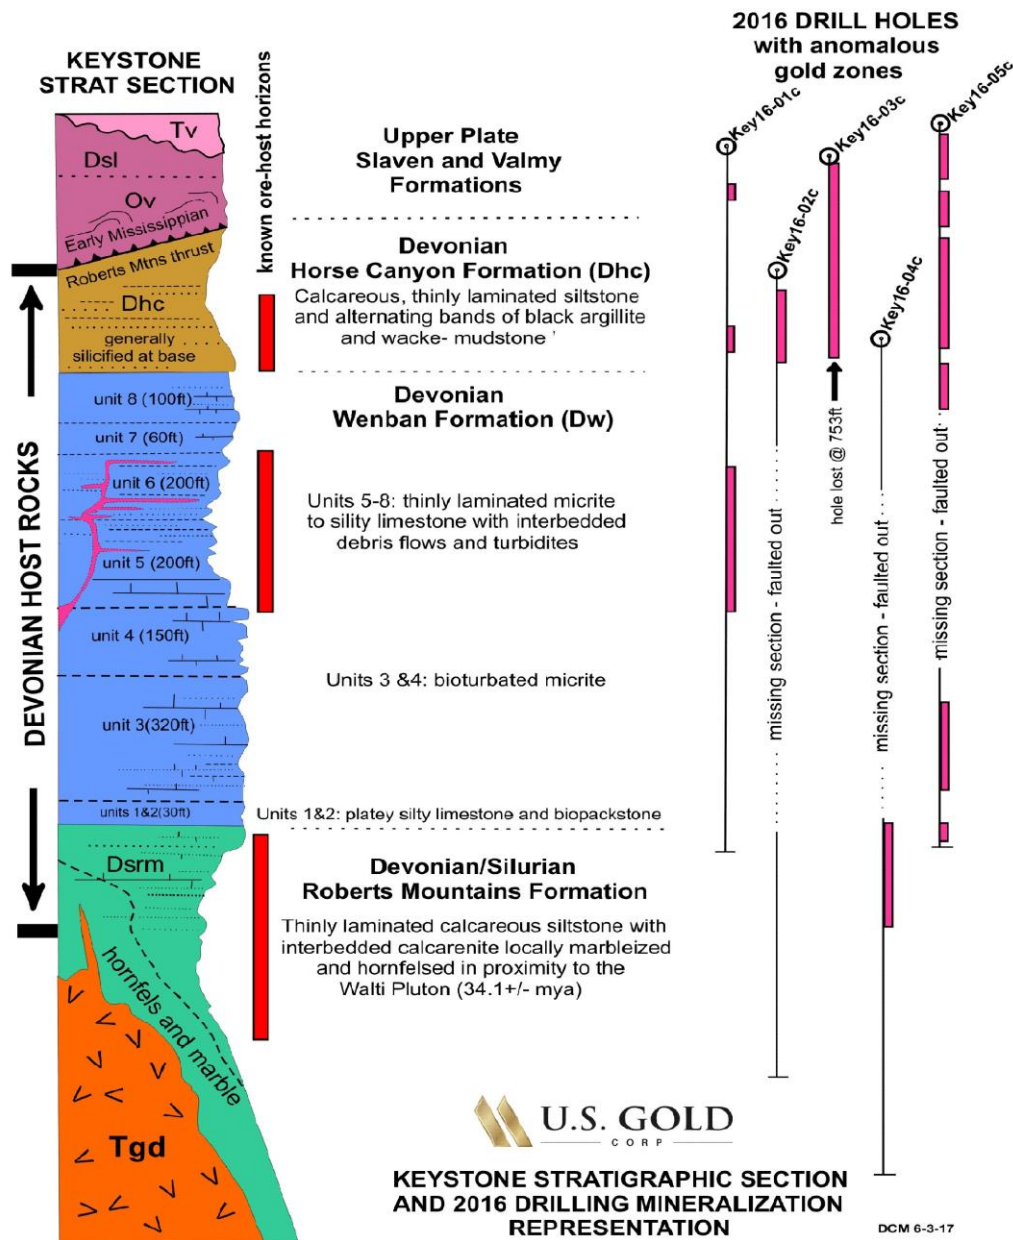 KEYSTONE
STRAT SECTION
known ore-host horizons
2016 DRILL HOLES
with anomalous
gold zones
Key16-01c
Key16-02c
Key16-03c
Key16-04c
Key16-05c
Tv
Dsl
Ov
Early Mississippian
Roberts Mtns thrust
Dhc
generally
silicified at base
unit 8 (100ft)
unit 7 (60ft)
unit 6 (200ft)
unit 5 (200ft)
unit 4 (150ft)
unit 3(320ft)
units 1&2(30ft)
Dsrm
hornfels and marble
Tgd
DEVONIAN HOST ROCKS
Upper Plate
Slaven and Valmy
Formations
Devonian
Horse Canyon Formation (Dhc)
Calcareous, thinly laminated siltstone
and alternating bands of black argillite
and wacke- mudstone '
Devonian
Wenban Formation (Dw)
Units 5-8: thinly laminated micrite
to sility limestone with interbedded
debris flows and turbidites
Units 3 &4: bioturbated micrite
Units 1&2: platey silty limestone and biopackstone
Devonian/Silurian
Roberts Mountains Formation
Thinly laminated calcareous siltstone with
interbedded calcarenite locally marbleized
and hornfelsed in proximity to the
Walti Pluton (34.1+/- mya)
missing section - faulted out
hole lost @ 753ft
missing section - faulted out
missing section - faulted out
U.S. GOLD
CORP
KEYSTONE STRATIGRAPHIC SECTION
AND 2016 DRILLING MINERALIZATION
REPRESENTATION
DCM 6-3-17